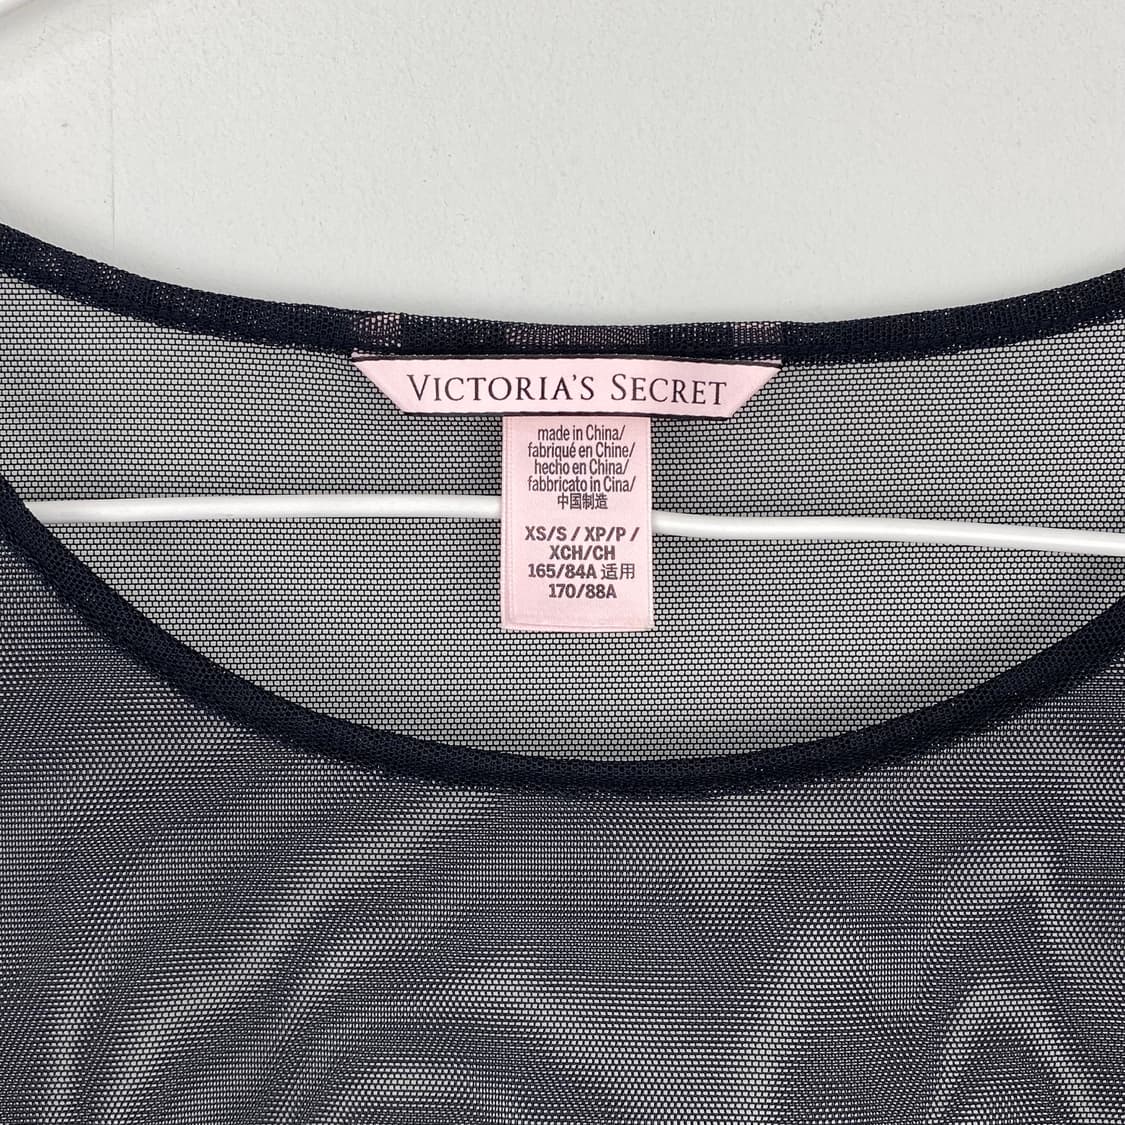 VICTORIA'S SECRET
made in China/
fabriqué en Chine/
hecho en China/
fabbricato in Cina/
中国制造
XS/S / XP/P /
XCH/CH
165/84A 适用
170/88A